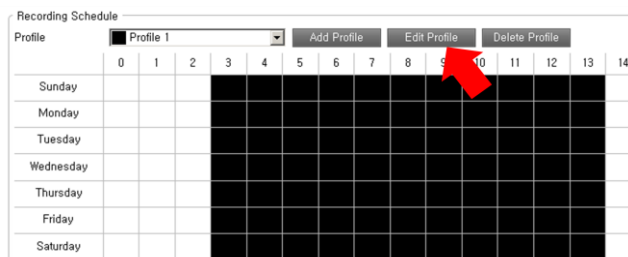 Recording Schedule
Profile Profile 1 Add Profile Edit Profile Delete Profile
0 1 2 3 4 5 6 7 8 9 10 11 12 13 14
Sunday
Monday
Tuesday
Wednesday
Thursday
Friday
Saturday